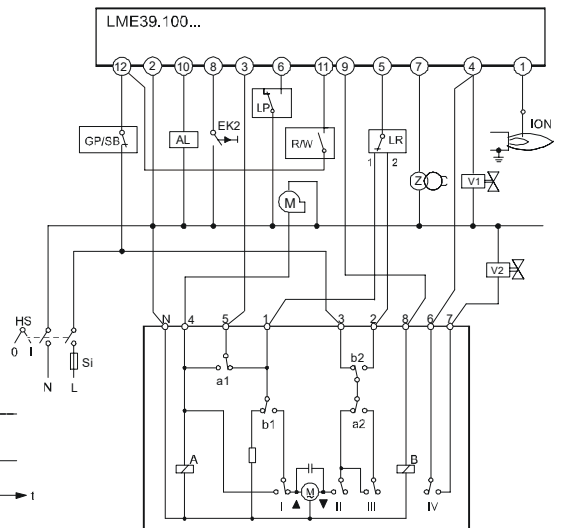 LME39.100...
12 2 10 8 3 6 11 9 5 7 4 1
LP
EK2
ION
GP/SB AL R/W LR
1 2
Z V1
M
V2
HS
N 4 5 1 3 2 8 6 7
0 I
Si
a1 b2
N L
b1 a2
A B
M
I II III IV
t